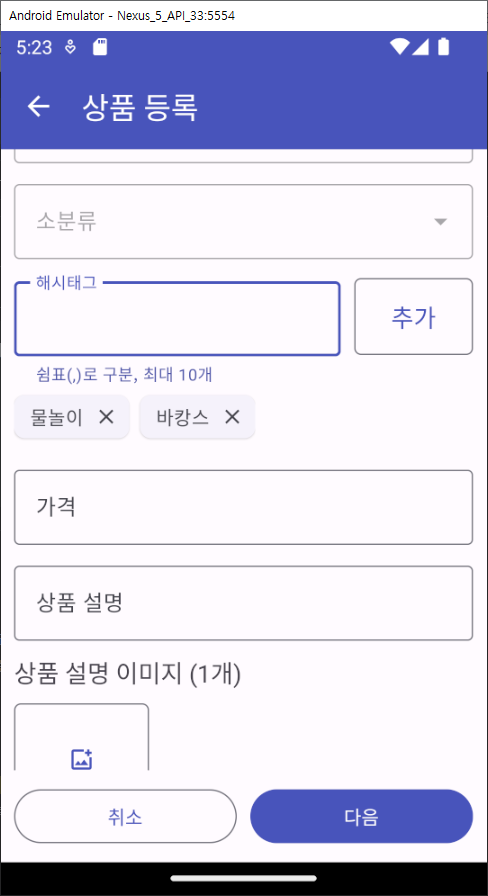 Android Emulator - Nexus_5_API_33:5554
5:23
상품 등록
소분류
해시태그
추가
쉼표(,)로 구분, 최대 10개
물놀이
바캉스
가격
상품 설명
상품 설명 이미지 (1개)
취소
다음